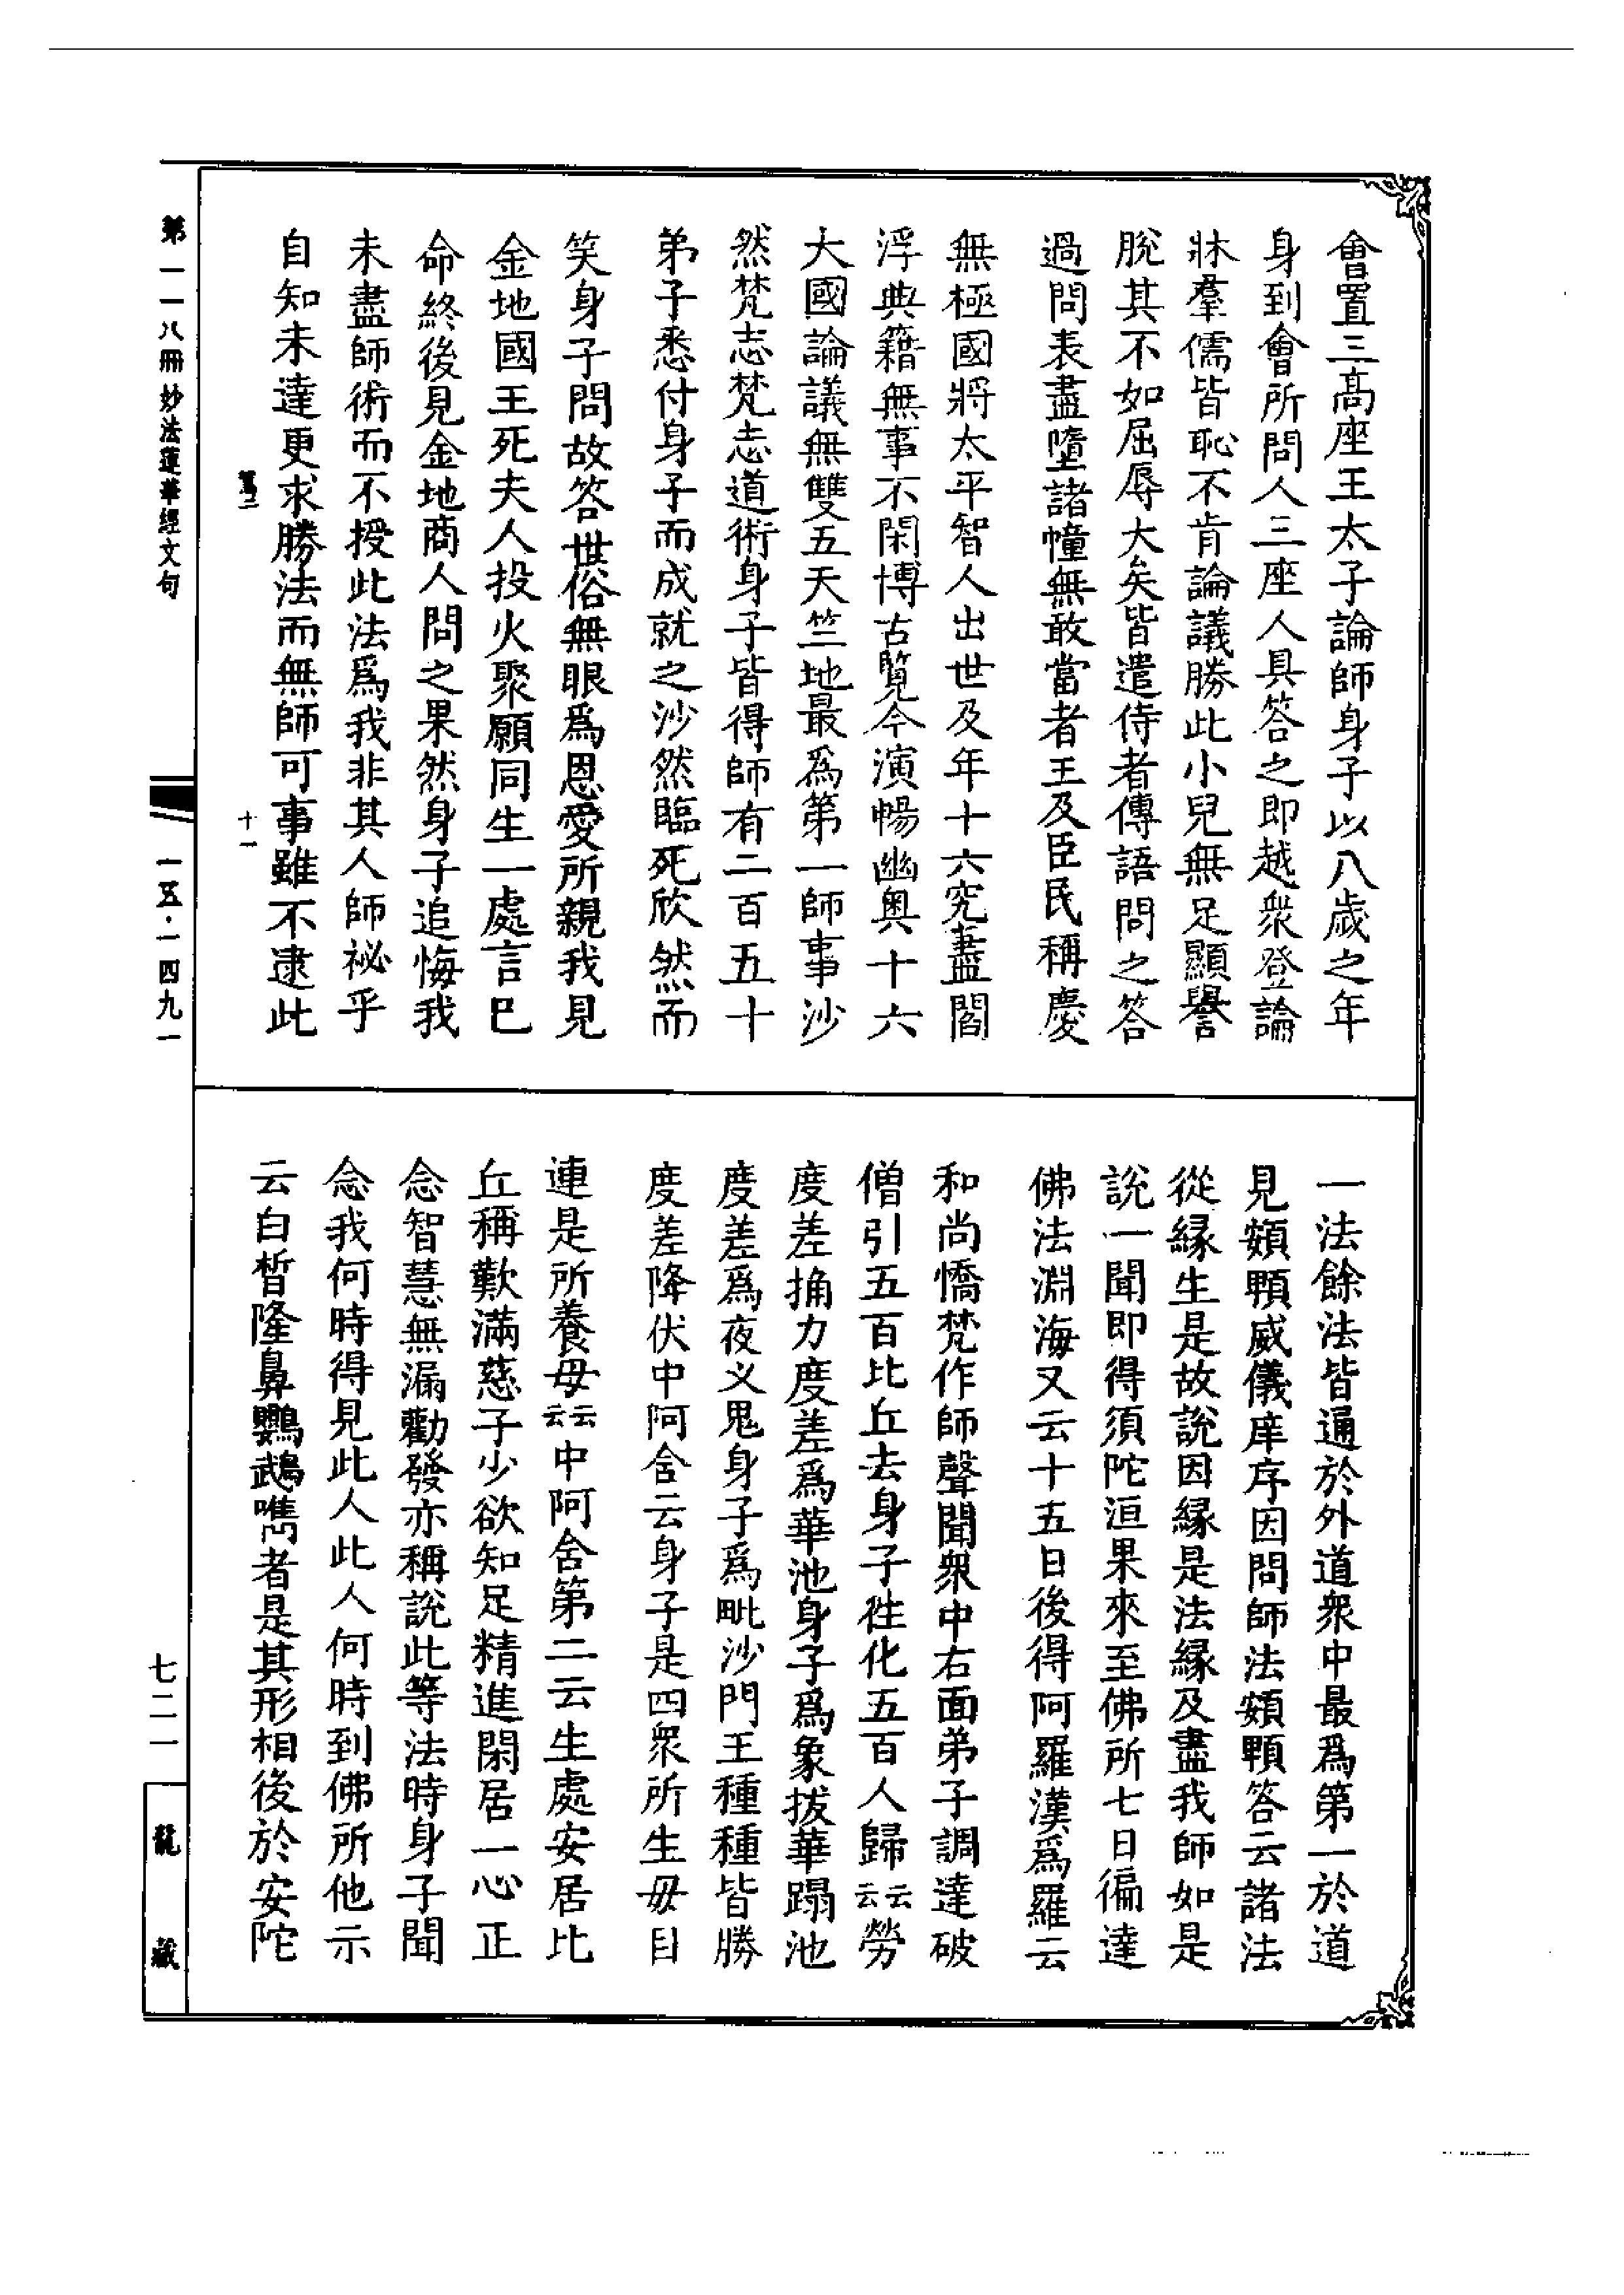 會置三髙座王太子論師身子以八歲之年
身到會所問人三座人具答之即越衆登論
牀羣儒皆恥不肯論議勝此小兒無足顯譽
脫其不如屈辱大矣皆遣侍者傳語問之答
過問表盡墮諸幢無敢當者王及臣民稱慶
無極國將太平智人出世及年十六究盡閻
浮典籍無事不閑博古覽今演暢幽奧十六
大國論議無雙五天竺地最爲第一師事沙
然梵志梵志道術身子皆得師有二百五十
弟子悉付身子而成就之沙然臨死欣然而
笑身子問故答世俗無眼爲恩愛所親我見
金地國王死夫人投火聚願同生一處言已
命終後見金地商人問之果然身子追悔我
未盡師術而不授此法爲我非其人師祕乎
自知未達更求勝法而無師可事雖不逮此
十一
一法餘法皆通於外道衆中最爲第一於道
見頞鞞威儀庠序因問師法頞鞞答云諸法
從緣生是故說因緣是法緣及盡我師如是
說一聞即得須陀洹果來至佛所七日徧達
佛法淵海又云十五日後得阿羅漢爲羅云
和尚憍梵作師聲聞衆中右面弟子調達破
僧引五百比丘去身子往化五百人歸云云勞
度差捔力度差爲華池身子爲象拔華蹋池
度差爲夜叉鬼身子爲毗沙門王種種皆勝
度差降伏中阿含云身子是四衆所生母目
連是所養母云云中阿含第二云生處安居比
丘稱歎滿慈子少欲知足精進閑居一心正
念智慧無漏勸發亦稱說此等法時身子聞
念我何時得見此人此人何時到佛所他示
云白皙隆鼻鸚鵡嘴者是其形相後於安陀
第一一八冊 妙法蓮華經文句
一五·一四九一
七二一
龍藏